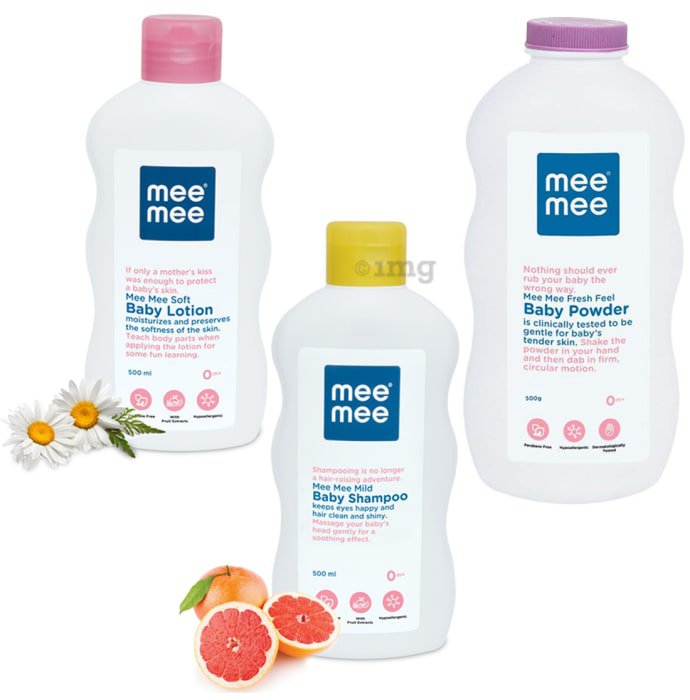 mee
mee
If only a mother's kiss
was enough to protect
a baby's skin.
Mee Mee Soft
Baby Lotion
moisturizes and preserves
the softness of the skin.
Teach body parts when
applying the lotion for
some fun learning.
500 ml
0m+
Free
With
Fruit Extracts
Hypoallergenic
mee
mee
Nothing should ever
rub your baby the
wrong way.
Mee Mee Fresh Feel
Baby Powder
is clinically tested to be
gentle for baby's
tender skin. Shake the
powder in your hand
and then dab in firm,
circular motion.
500g
0m+
Parabens Free
Hypoallergenic
Dermatologically
Tested
©1mg
mee
mee
Shampooing is no longer
a hair-raising adventure.
Mee Mee Mild
Baby Shampoo
keeps eyes happy and
hair clean and shiny.
Massage your baby's
head gently for a
soothing effect.
500 ml
0m+
With
Fruit Extracts
Hypoallergenic